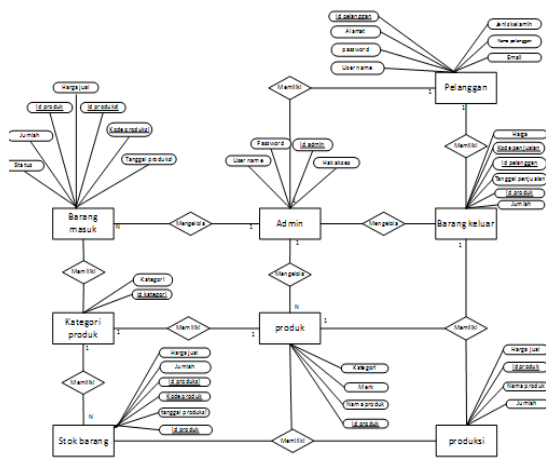 Id pelanggan
Alamat
password
User name
Jenis kelamin
Nama pelanggan
Email
Pelanggan
Memiliki
1
1
Harga jual
Id produk
Id produksi
Jumlah
Kode produksi
Status
Tanggal produksi
Password
Id admin
User name
Hak akses
Memiliki
Harga
Kode penjualan
Id pelanggan
Tanggal penjualan
Id produk
Jumlah
Barang masuk
N
Mengelola
1
Admin
1
Mengelola
Barang keluar
1
1
Memiliki
Mengelola
Kategori
Id kategori
N
Kategori produk
1
Memiliki
1
produk
1
Memiliki
1
Memiliki
N
Harga jual
Jumlah
Id produksi
Kode produk
tanggal produksi
Id produk
Kategori
Merk
Nama produk
Id produk
Harga jual
Id produk
Nama produk
Jumlah
Stok barang
Memiliki
produksi